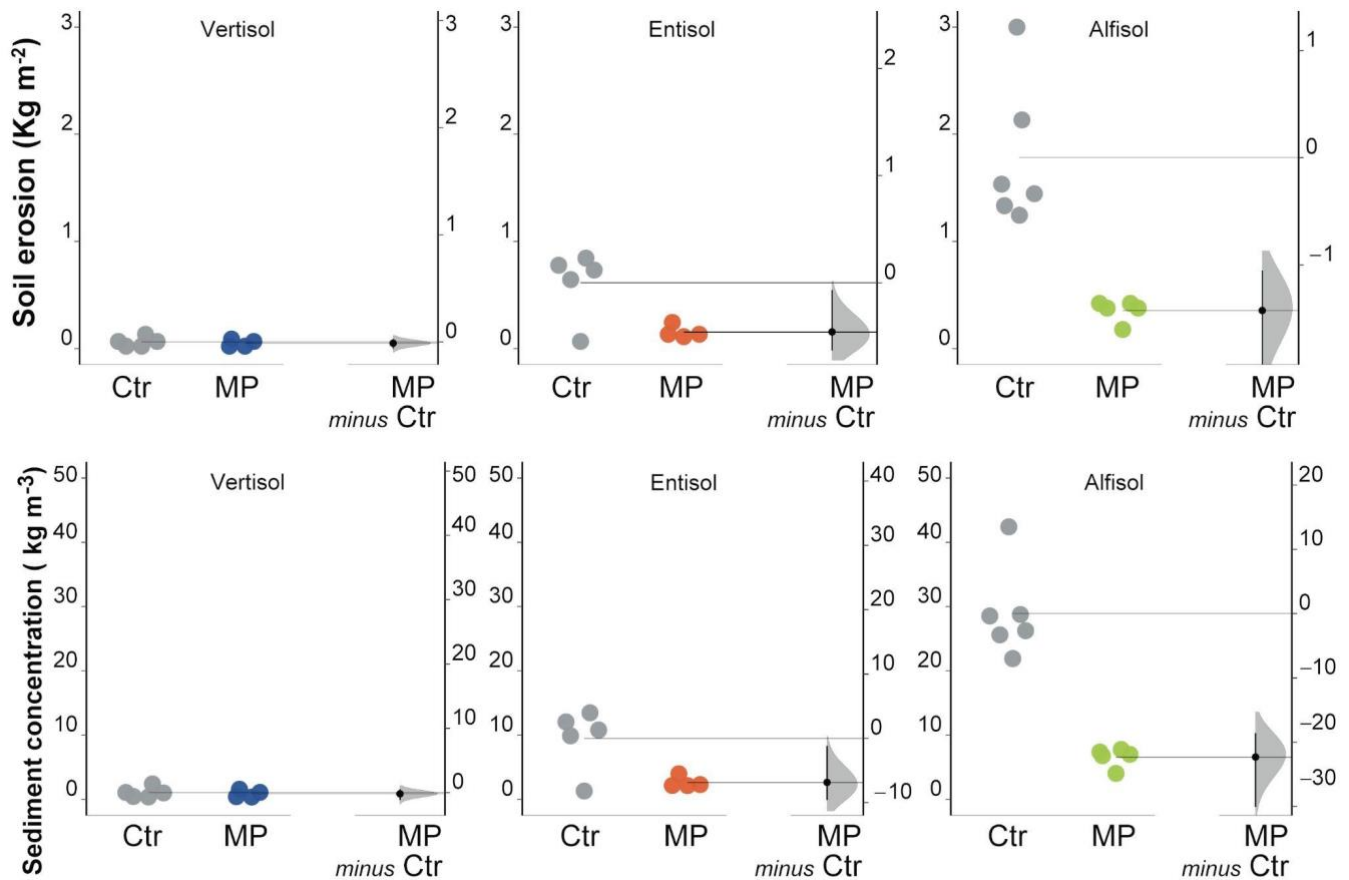 Soil erosion (Kg m-2)
Vertisol
3
2
1
0
3
2
1
0
Ctr
MP
MP
minus Ctr
Entisol
3
2
1
0
2
1
0
Ctr
MP
MP
minus Ctr
Alfisol
3
2
1
0
1
0
−1
Ctr
MP
MP
minus Ctr
Sediment concentration ( kg m-3)
Vertisol
50
40
30
20
10
0
50
40
30
20
10
0
Ctr
MP
MP
minus Ctr
Entisol
50
40
30
20
10
0
40
30
20
10
0
−10
Ctr
MP
MP
minus Ctr
Alfisol
50
40
30
20
10
0
20
10
0
−10
−20
−30
Ctr
MP
MP
minus Ctr